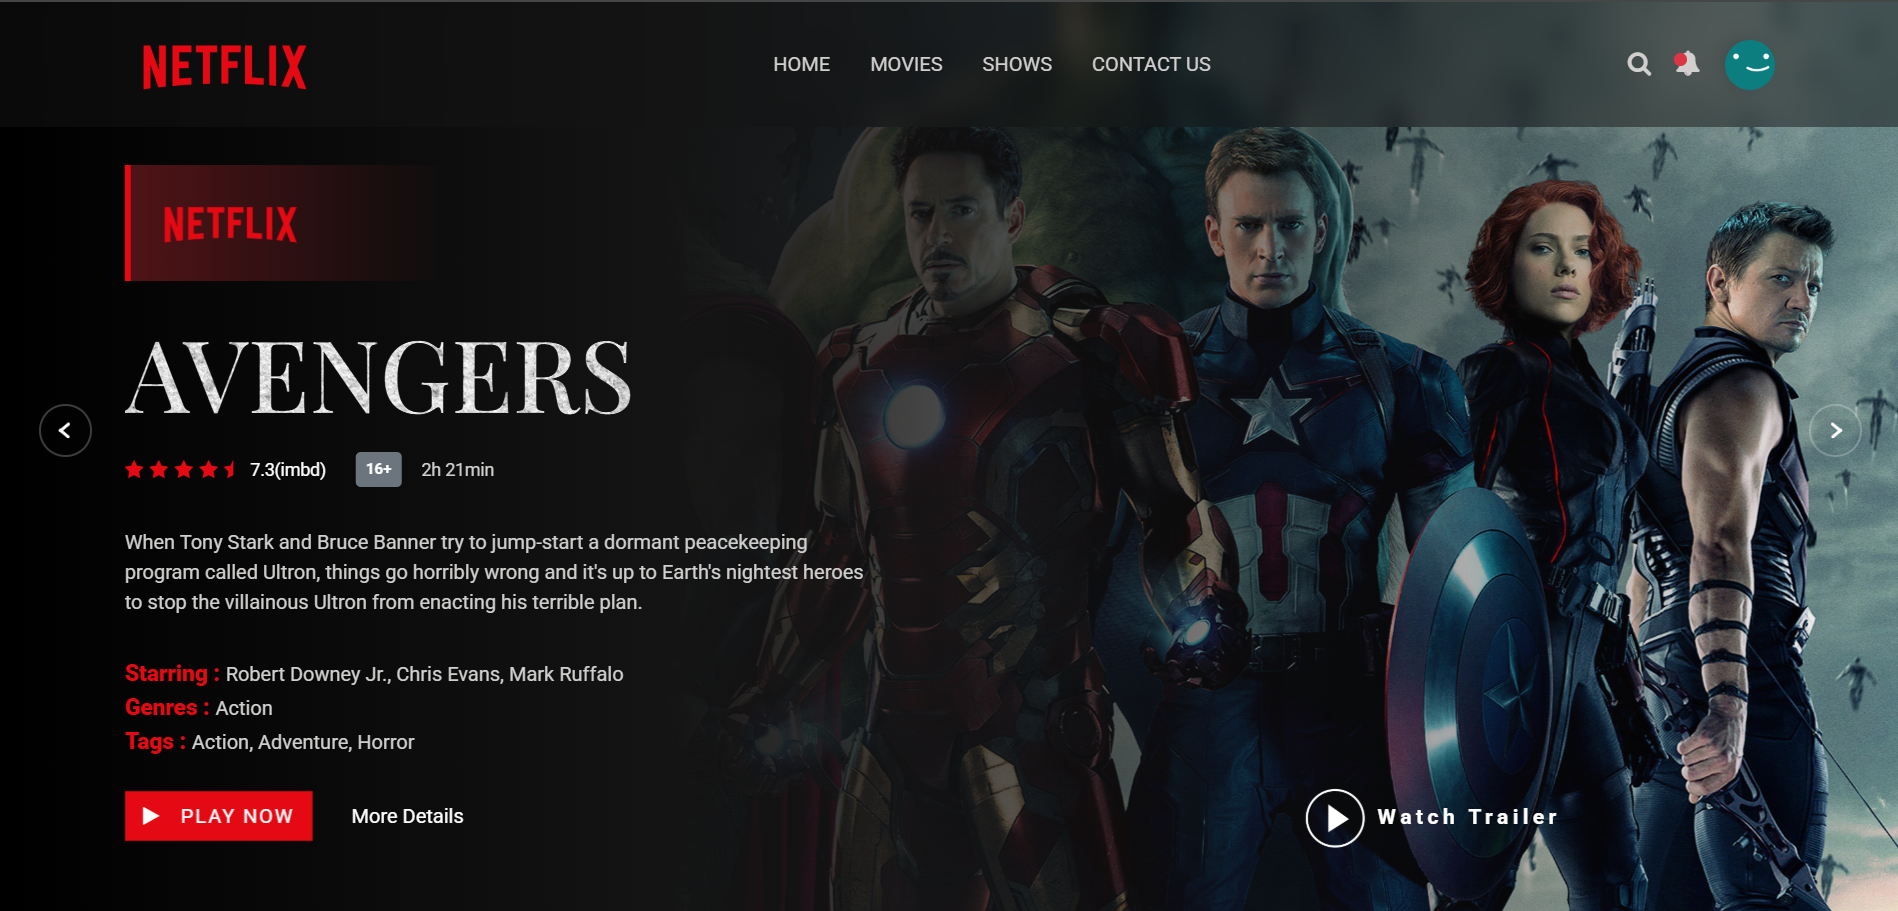 NETFLIX
HOME MOVIES SHOWS CONTACT US
NETFLIX
AVENGERS
7.3(imbd) 16+ 2h 21min
When Tony Stark and Bruce Banner try to jump-start a dormant peacekeeping
program called Ultron, things go horribly wrong and it's up to Earth's nightest heroes
to stop the villainous Ultron from enacting his terrible plan.
Starring : Robert Downey Jr., Chris Evans, Mark Ruffalo
Genres : Action
Tags : Action, Adventure, Horror
PLAY NOW More Details
Watch Trailer